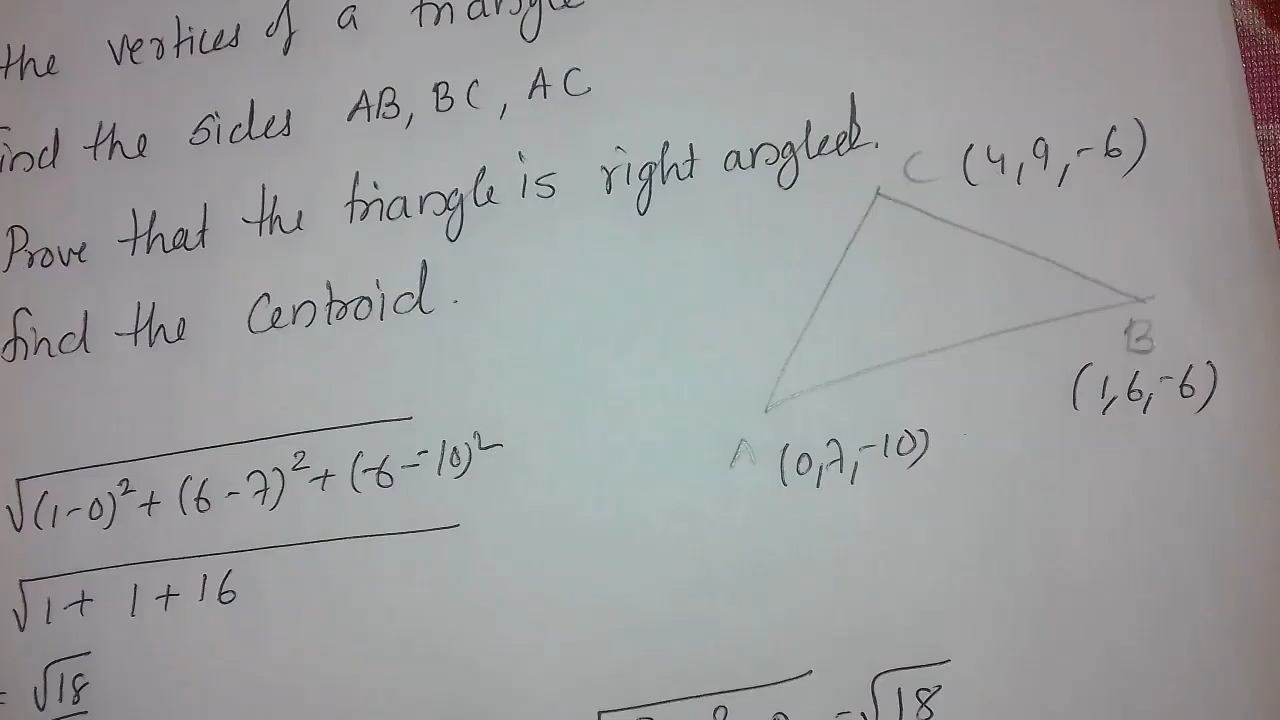 the vertices of a triangle
ind the sides AB, BC, AC
Prove that the triangle is right angled.
find the Centroid.
C (4,9,-6)
B
(1,6,-6)
A (0,7,-10)
√(1-0)²+(6-7)²+(-6--10)²
√1+ 1+16
= √18
=√18